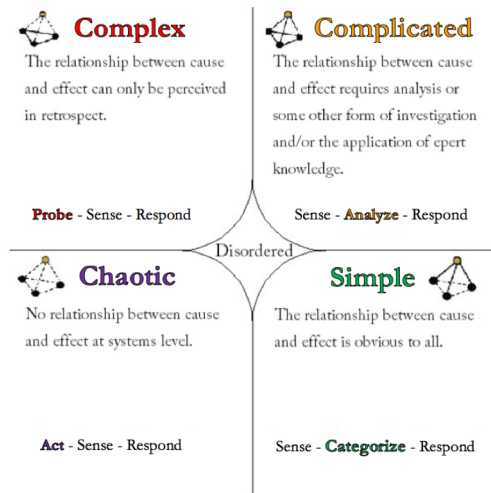 Complex
The relationship between cause
and effect can only be perceived
in retrospect.
Probe - Sense - Respond
Complicated
The relationship between cause
and effect requires analysis or
some other form of investigation
and/or the application of epert
knowledge.
Sense - Analyze - Respond
Disordered
Chaotic
No relationship between cause
and effect at systems level.
Act - Sense - Respond
Simple
The relationship between cause
and effect is obvious to all.
Sense - Categorize - Respond